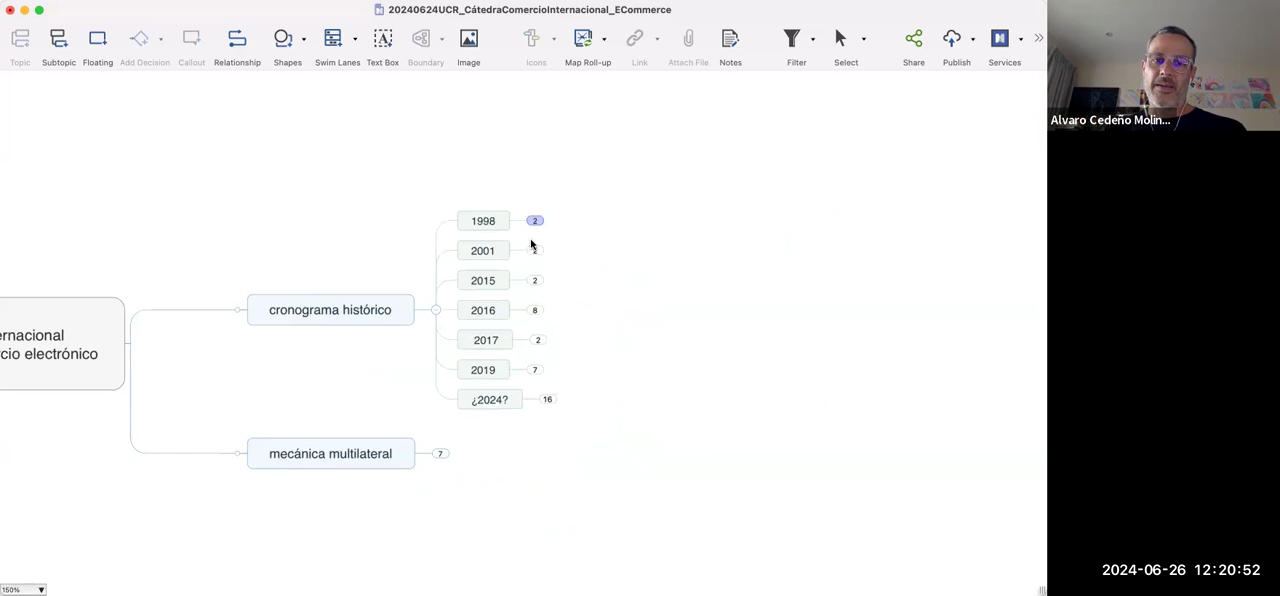 20240624UCR_CátedraComercioInternacional_ECommerce
Topic Subtopic Floating Add Decision Callout Relationship Shapes Swim Lanes Text Box Boundary Image Icons Map Roll-up Link Attach File Notes Filter Select Share Publish Services
Alvaro Cedeño Molin...
1998 2
2001 2
2015 2
cronograma histórico
2016 8
2017 2
2019 7
¿2024? 16
ernacional
cio electrónico
mecánica multilateral 7
2024-06-26 12:20:52
150%